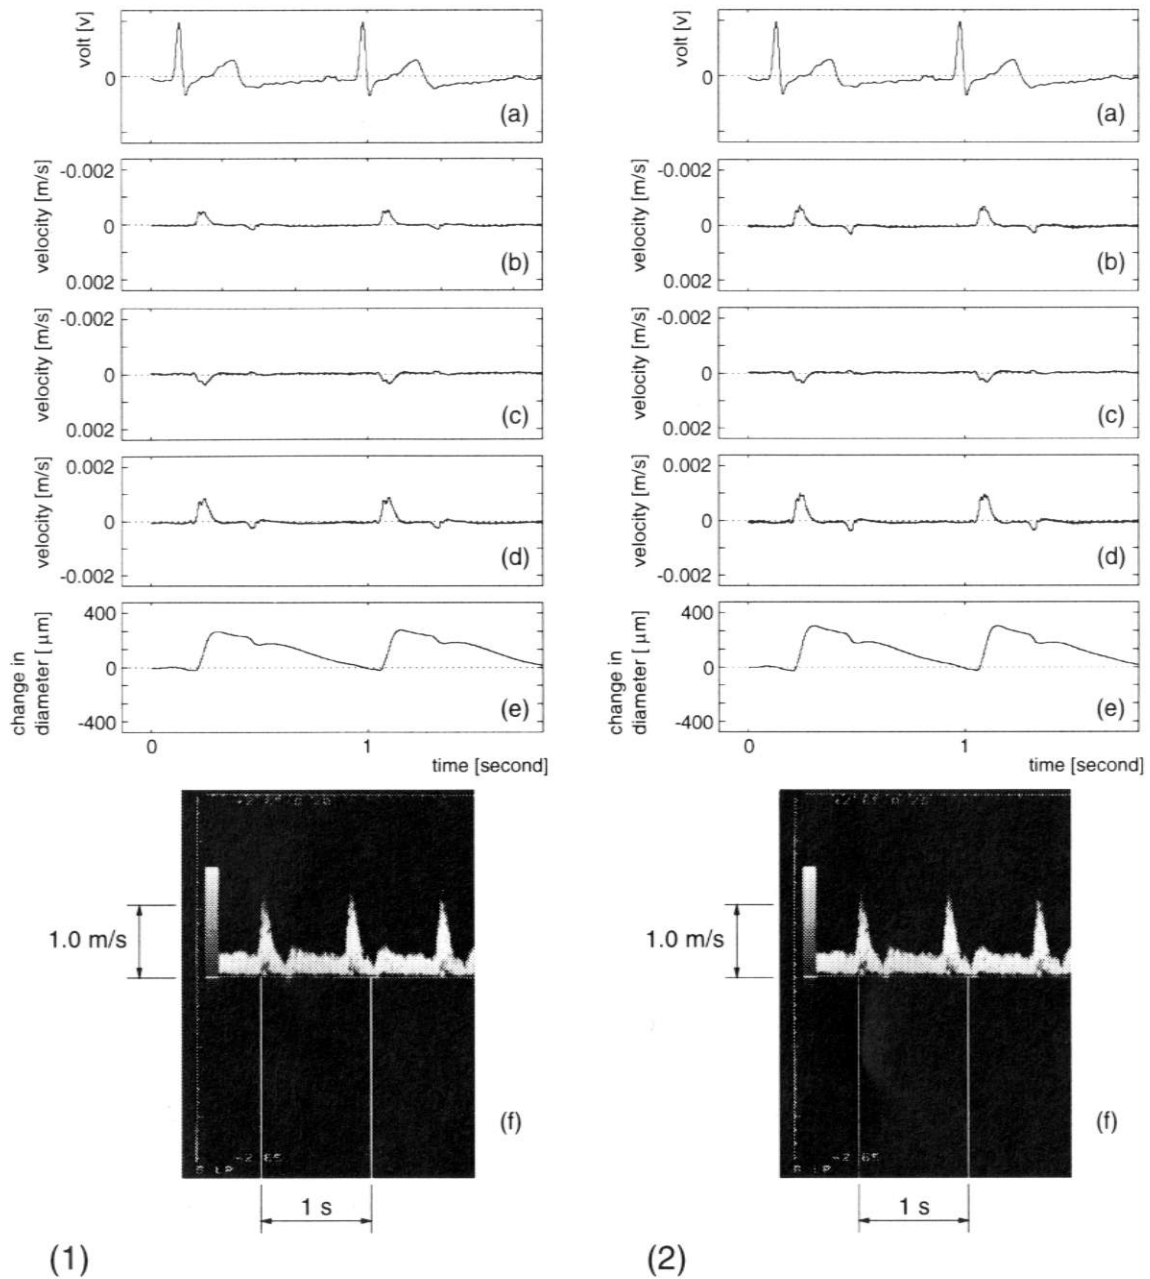 volt [v]
0
(a)
-0.002
0
0.002
velocity [m/s]
(b)
-0.002
0
0.002
velocity [m/s]
(c)
0.002
0
-0.002
velocity [m/s]
(d)
400
0
-400
change in
diameter [ µm]
(e)
0 1
time [second]
1.0 m/s
(f)
1 s
(1)
volt [v]
0
(a)
-0.002
0
0.002
velocity [m/s]
(b)
-0.002
0
0.002
velocity [m/s]
(c)
0.002
0
-0.002
velocity [m/s]
(d)
400
0
-400
change in
diameter [ µm]
(e)
0 1
time [second]
1.0 m/s
(f)
1 s
(2)